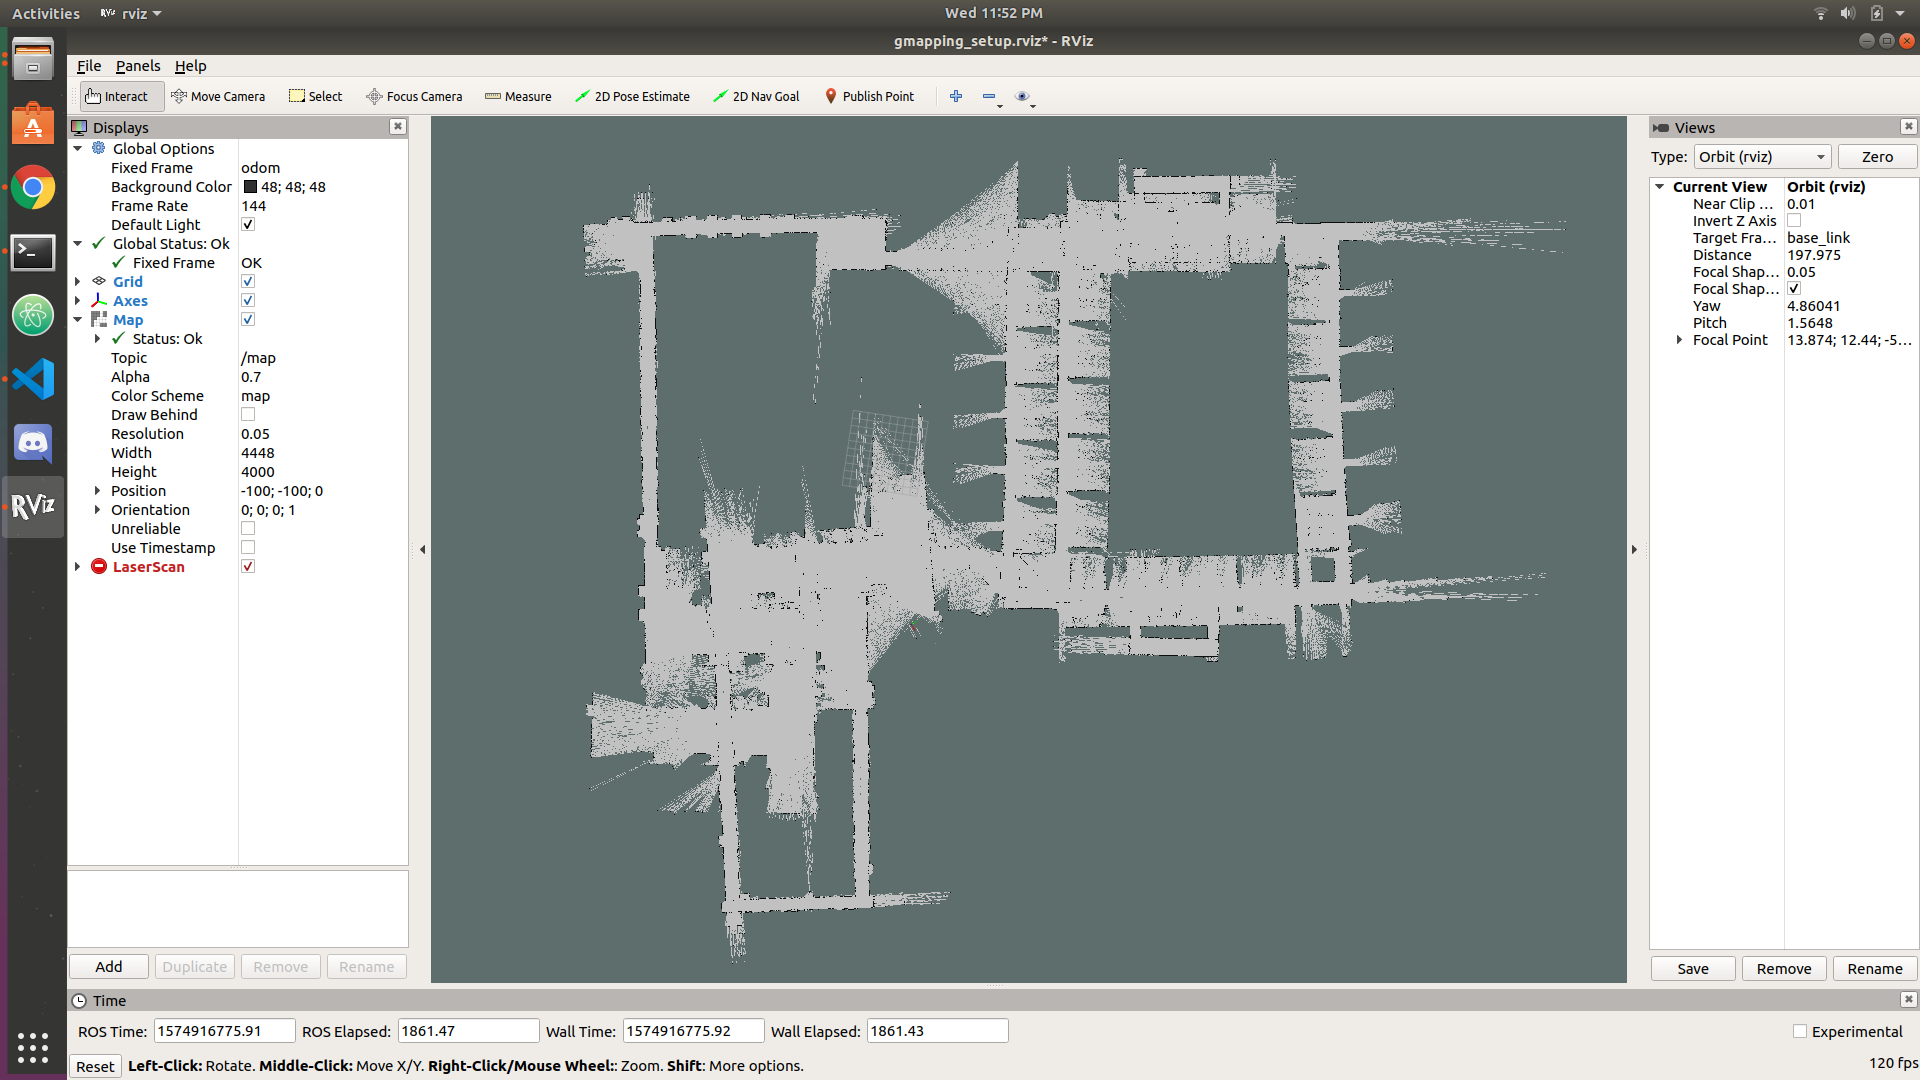 Activities RViz rviz Wed 11:52 PM
gmapping_setup.rviz* - RViz
File Panels Help
Interact Move Camera Select Focus Camera Measure 2D Pose Estimate 2D Nav Goal Publish Point
Displays
Global Options
Fixed Frame odom
Background Color 48; 48; 48
Frame Rate 144
Default Light
Global Status: Ok
Fixed Frame OK
Grid
Axes
Map
Status: Ok
Topic /map
Alpha 0.7
Color Scheme map
Draw Behind
Resolution 0.05
Width 4448
Height 4000
Position -100; -100; 0
Orientation 0; 0; 0; 1
Unreliable
Use Timestamp
LaserScan
Add Duplicate Remove Rename
Views
Type: Orbit (rviz) Zero
Current View Orbit (rviz)
Near Clip ... 0.01
Invert Z Axis
Target Fra... base_link
Distance 197.975
Focal Shap... 0.05
Focal Shap...
Yaw 4.86041
Pitch 1.5648
Focal Point 13.874; 12.44; -5...
Save Remove Rename
RViz
Time
ROS Time: 1574916775.91 ROS Elapsed: 1861.47 Wall Time: 1574916775.92 Wall Elapsed: 1861.43 Experimental
Reset Left-Click: Rotate. Middle-Click: Move X/Y. Right-Click/Mouse Wheel:: Zoom. Shift: More options. 120 fps